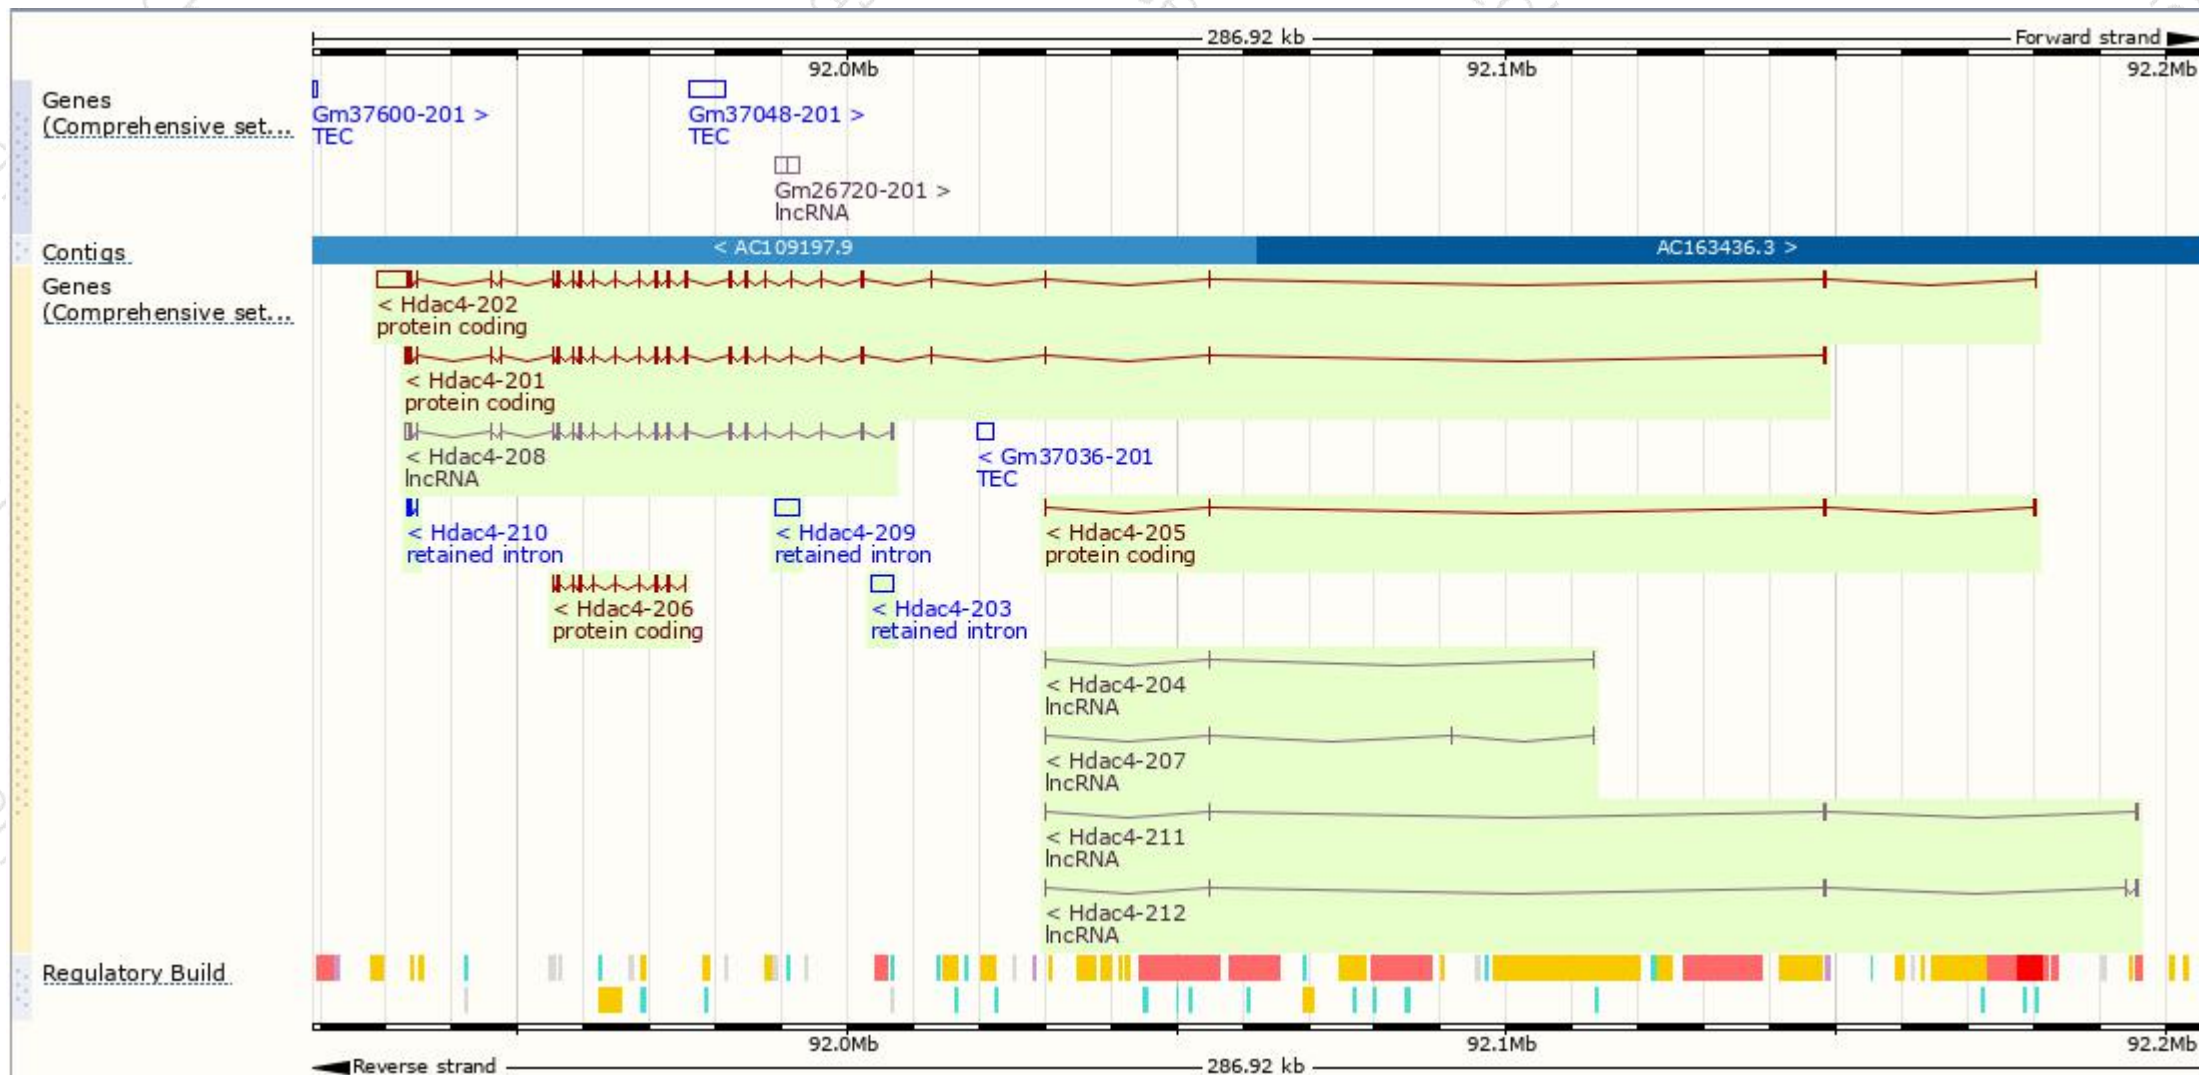 286.92 kb
Forward strand
92.0Mb
92.1Mb
92.2Mb
Genes
(Comprehensive set...
Gm37600-201 >
TEC
Gm37048-201 >
TEC
Gm26720-201 >
lncRNA
Contigs
< AC109197.9
AC163436.3 >
Genes
(Comprehensive set...
< Hdac4-202
protein coding
< Hdac4-201
protein coding
< Hdac4-208
lncRNA
< Gm37036-201
TEC
< Hdac4-210
retained intron
< Hdac4-209
retained intron
< Hdac4-205
protein coding
< Hdac4-206
protein coding
< Hdac4-203
retained intron
< Hdac4-204
lncRNA
< Hdac4-207
lncRNA
< Hdac4-211
lncRNA
< Hdac4-212
lncRNA
Regulatory Build
92.0Mb
92.1Mb
92.2Mb
Reverse strand
286.92 kb